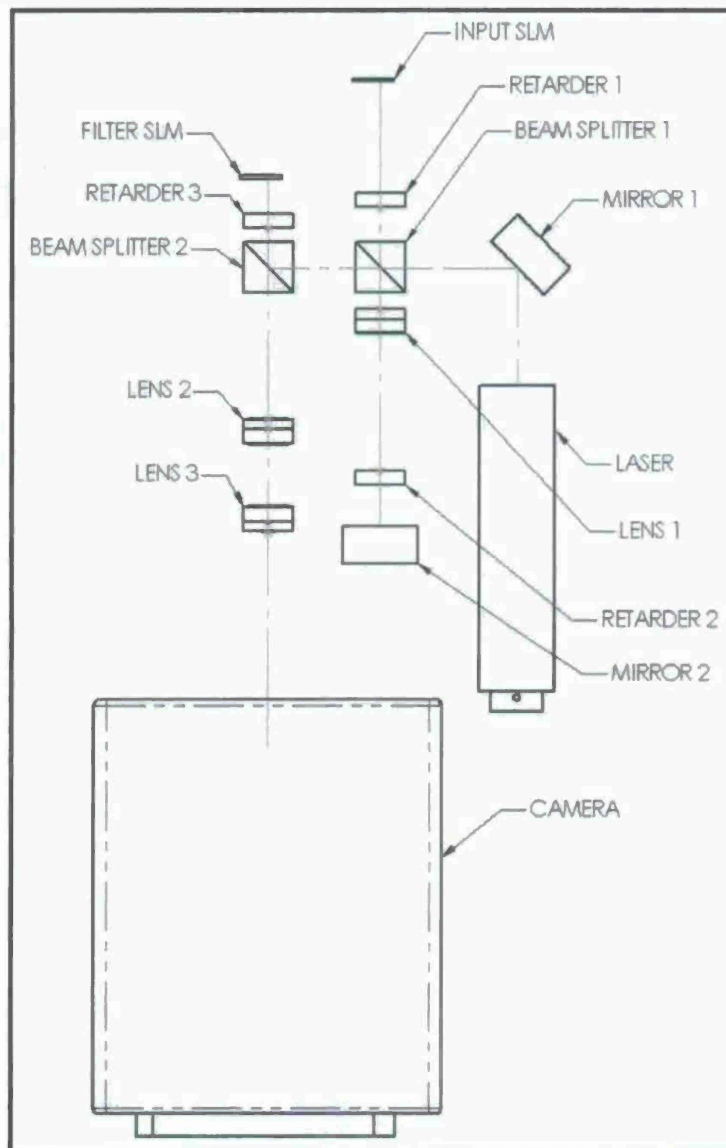 INPUT SLM
RETARDER 1
FILTER SLM
BEAM SPLITTER 1
RETARDER 3
MIRROR 1
BEAM SPLITTER 2
LENS 2
LASER
LENS 3
LENS 1
RETARDER 2
MIRROR 2
CAMERA